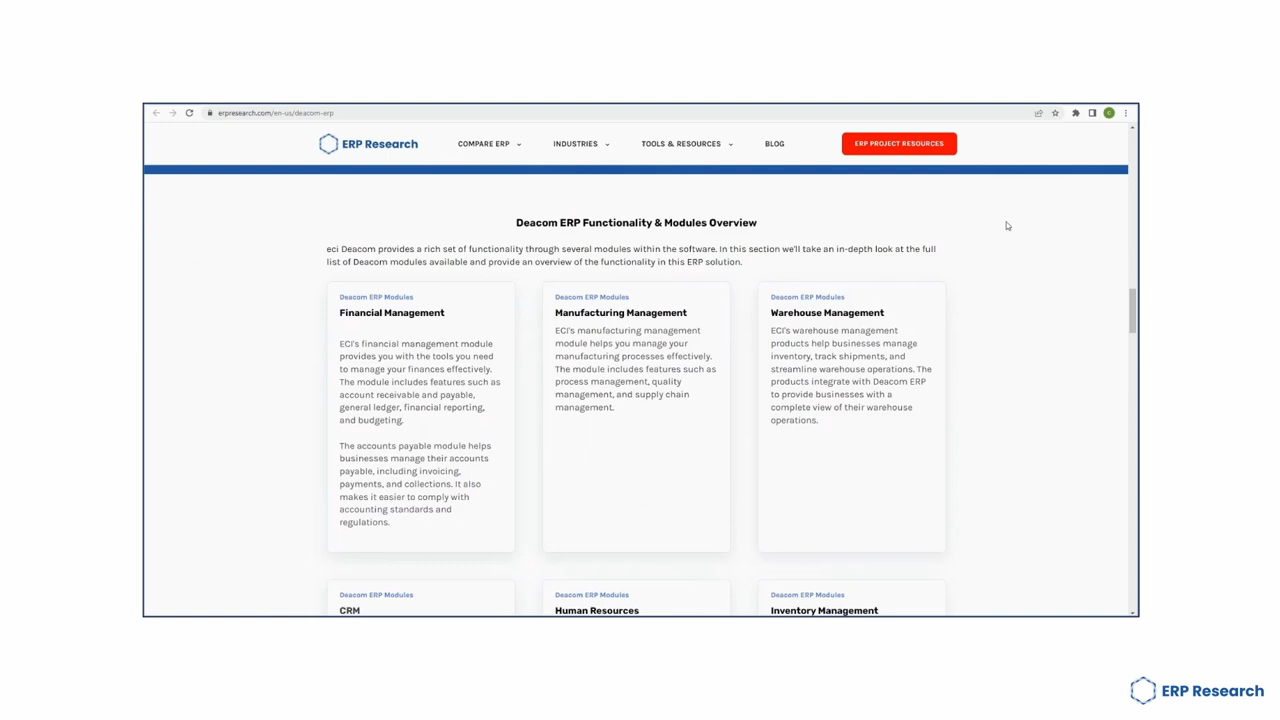 erpresearch.com/en-us/deacom-erp
ERP Research
COMPARE ERP
INDUSTRIES
TOOLS & RESOURCES
BLOG
ERP PROJECT RESOURCES
Deacom ERP Functionality & Modules Overview
eci Deacom provides a rich set of functionality through several modules within the software. In this section we'll take an in-depth look at the full
list of Deacom modules available and provide an overview of the functionality in this ERP solution.
Deacom ERP Modules
Financial Management
ECI's financial management module
provides you with the tools you need
to manage your finances effectively.
The module includes features such as
account receivable and payable,
general ledger, financial reporting,
and budgeting.
The accounts payable module helps
businesses manage their accounts
payable, including invoicing,
payments, and collections. It also
makes it easier to comply with
accounting standards and
regulations.
Deacom ERP Modules
Manufacturing Management
ECI's manufacturing management
module helps you manage your
manufacturing processes effectively.
The module includes features such as
process management, quality
management, and supply chain
management.
Deacom ERP Modules
Warehouse Management
ECI's warehouse management
products help businesses manage
inventory, track shipments, and
streamline warehouse operations. The
products integrate with Deacom ERP
to provide businesses with a
complete view of their warehouse
operations.
Deacom ERP Modules
CRM
Deacom ERP Modules
Human Resources
Deacom ERP Modules
Inventory Management
ERP Research